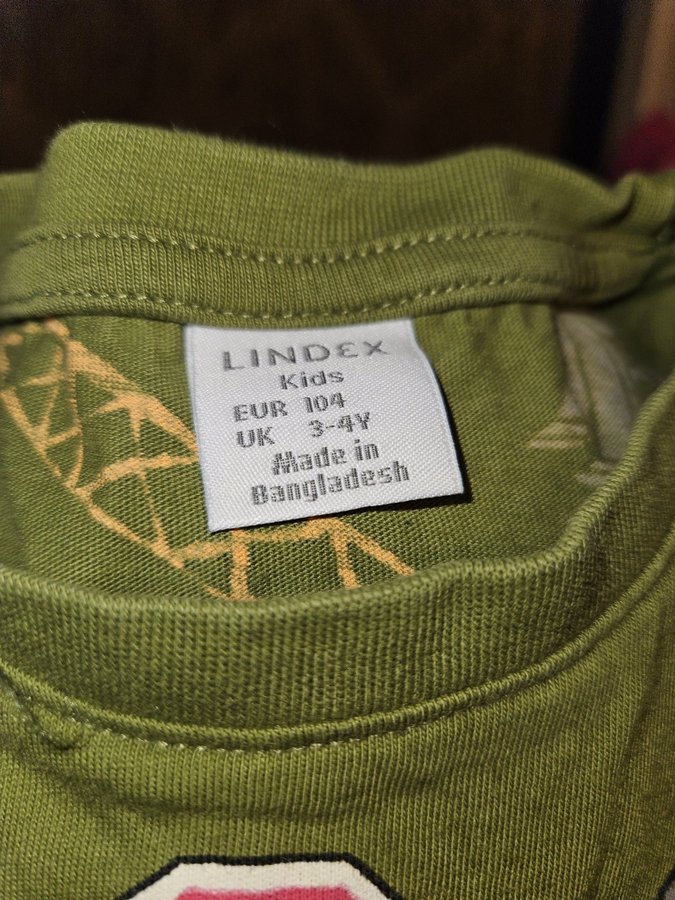 LINDEX
Kids
EUR 104
UK 3-4Y
Made in
Bangladesh